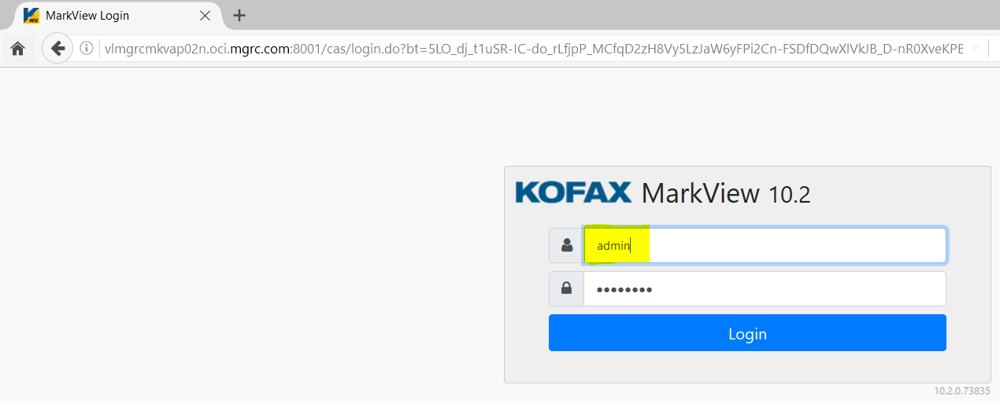 MarkView Login
vlmgrcmkvap02n.oci.mgrc.com:8001/cas/login.do?bt=5LO_dj_t1uSR-IC-do_rLfjpP_MCfqD2zH8Vy5LzJaW6yFPi2Cn-FSDfDQwXlVkJB_D-nR0XveKPE
KOFAX MarkView 10.2
admin
••••••••
Login
10.2.0.73835